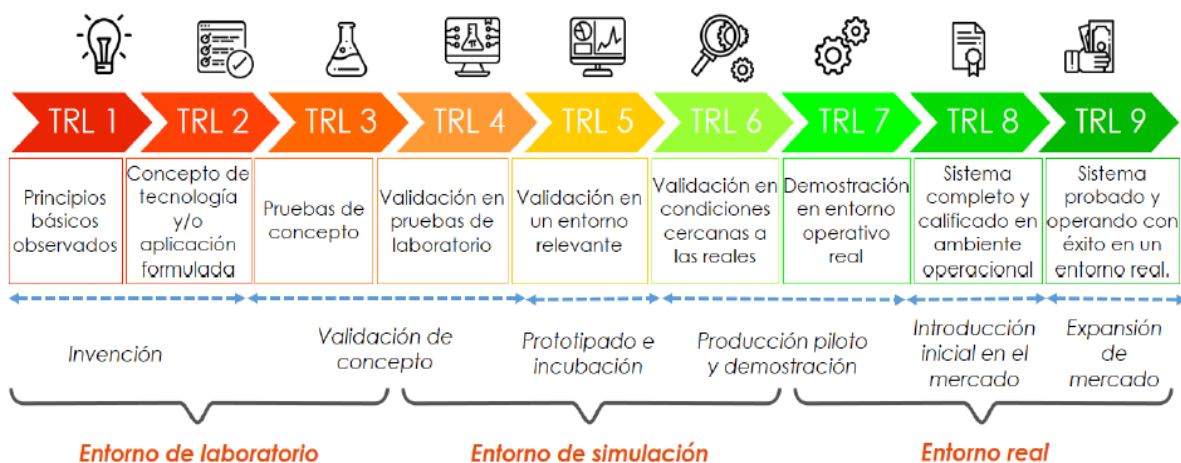 TRL 1
TRL 2
TRL 3
TRL 4
TRL 5
TRL 6
TRL 7
TRL 8
TRL 9
Principios
básicos
observados
Concepto de
tecnología
y/o
aplicación
formulada
Pruebas de
concepto
Validación en
pruebas de
laboratorio
Validación en
un entorno
relevante
Validación en
condiciones
cercanas a
las reales
Demostración
en entorno
operativo
real
Sistema
completo y
calificado en
ambiente
operacional
Sistema
probado y
operando con
éxito en un
entorno real.
Invención
Validación de
concepto
Prototipado e
incubación
Producción piloto
y demostración
Introducción
inicial en el
mercado
Expansión
de
mercado
Entorno de laboratorio
Entorno de simulación
Entorno real